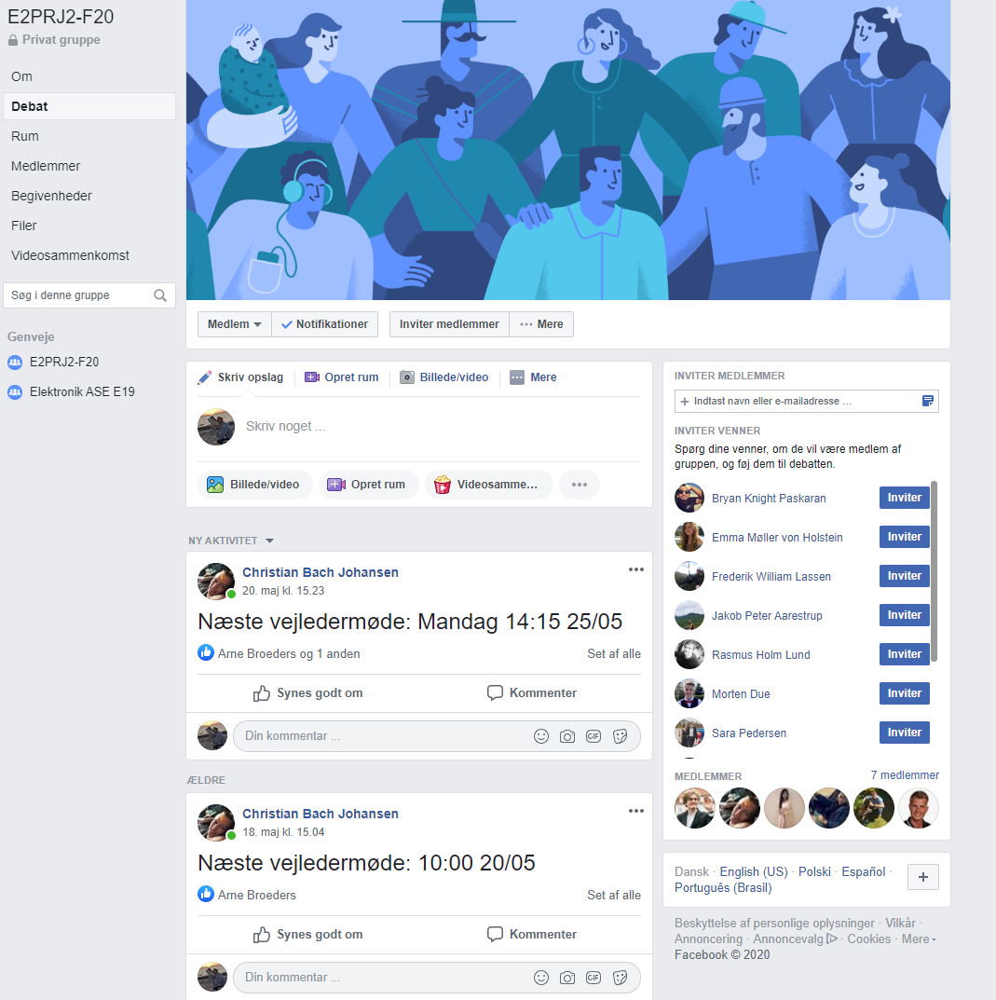 E2PRJ2-F20
Privat gruppe
Om
Debat
Rum
Medlemmer
Begivenheder
Filer
Videosammenkomst
Søg i denne gruppe
Genveje
E2PRJ2-F20
Elektronik ASE E19
Medlem
Notifikationer
Inviter medlemmer
Mere
Skriv opslag
Opret rum
Billede/video
Mere
Skriv noget ...
Billede/video
Opret rum
Videosamme...
NY AKTIVITET
Christian Bach Johansen
20. maj kl. 15.23
Næste vejledermøde: Mandag 14:15 25/05
Arne Broeders og 1 anden
Set af alle
Synes godt om
Kommenter
Din kommentar ...
GIF
ÆLDRE
Christian Bach Johansen
18. maj kl. 15.04
Næste vejledermøde: 10:00 20/05
Arne Broeders
Set af alle
Synes godt om
Kommenter
Din kommentar ...
GIF
INVITER MEDLEMMER
Indtast navn eller e-mailadresse ...
INVITER VENNER
Spørg dine venner, om de vil være medlem af
gruppen, og føj dem til debatten.
Bryan Knight Paskaran
Inviter
Emma Møller von Holstein
Inviter
Frederik William Lassen
Inviter
Jakob Peter Aarestrup
Inviter
Rasmus Holm Lund
Inviter
Morten Due
Inviter
Sara Pedersen
Inviter
MEDLEMMER
7 medlemmer
Dansk · English (US) · Polski · Español ·
Português (Brasil)
Beskyttelse af personlige oplysninger · Vilkår ·
Annoncering · Annoncevalg · Cookies · Mere
Facebook © 2020